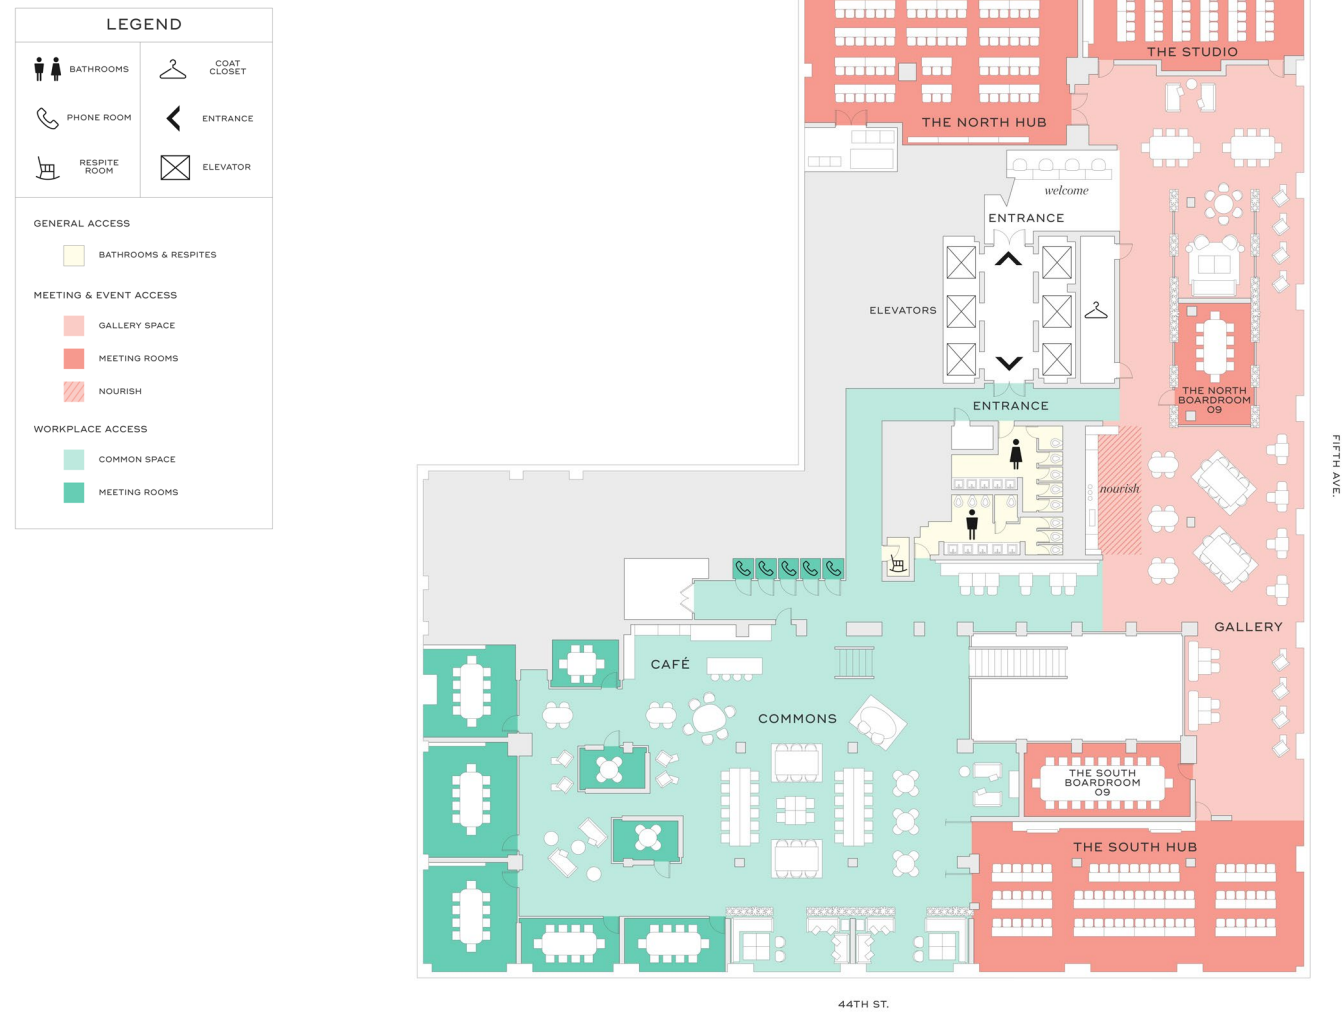 LEGEND
BATHROOMS
COAT
CLOSET
PHONE ROOM
ENTRANCE
RESPITE
ROOM
ELEVATOR
GENERAL ACCESS
BATHROOMS & RESPITES
MEETING & EVENT ACCESS
GALLERY SPACE
MEETING ROOMS
NOURISH
WORKPLACE ACCESS
COMMON SPACE
MEETING ROOMS
THE STUDIO
THE NORTH HUB
welcome
ENTRANCE
ELEVATORS
THE NORTH
BOARDROOM
09
ENTRANCE
FIFTH AVE.
nourish
GALLERY
CAFÉ
COMMONS
THE SOUTH
BOARDROOM
09
THE SOUTH HUB
44TH ST.